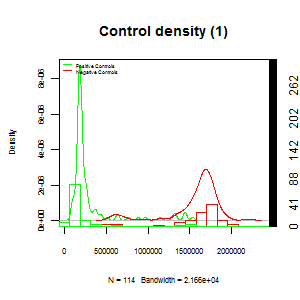 Control density (1)
Positive Controls
Negative Controls
Density
0e+00 2e-06 4e-06 6e-06 8e-06
0 44 88 142 202 262
0 500000 1000000 1500000 2000000
N = 114 Bandwidth = 2.166e+04